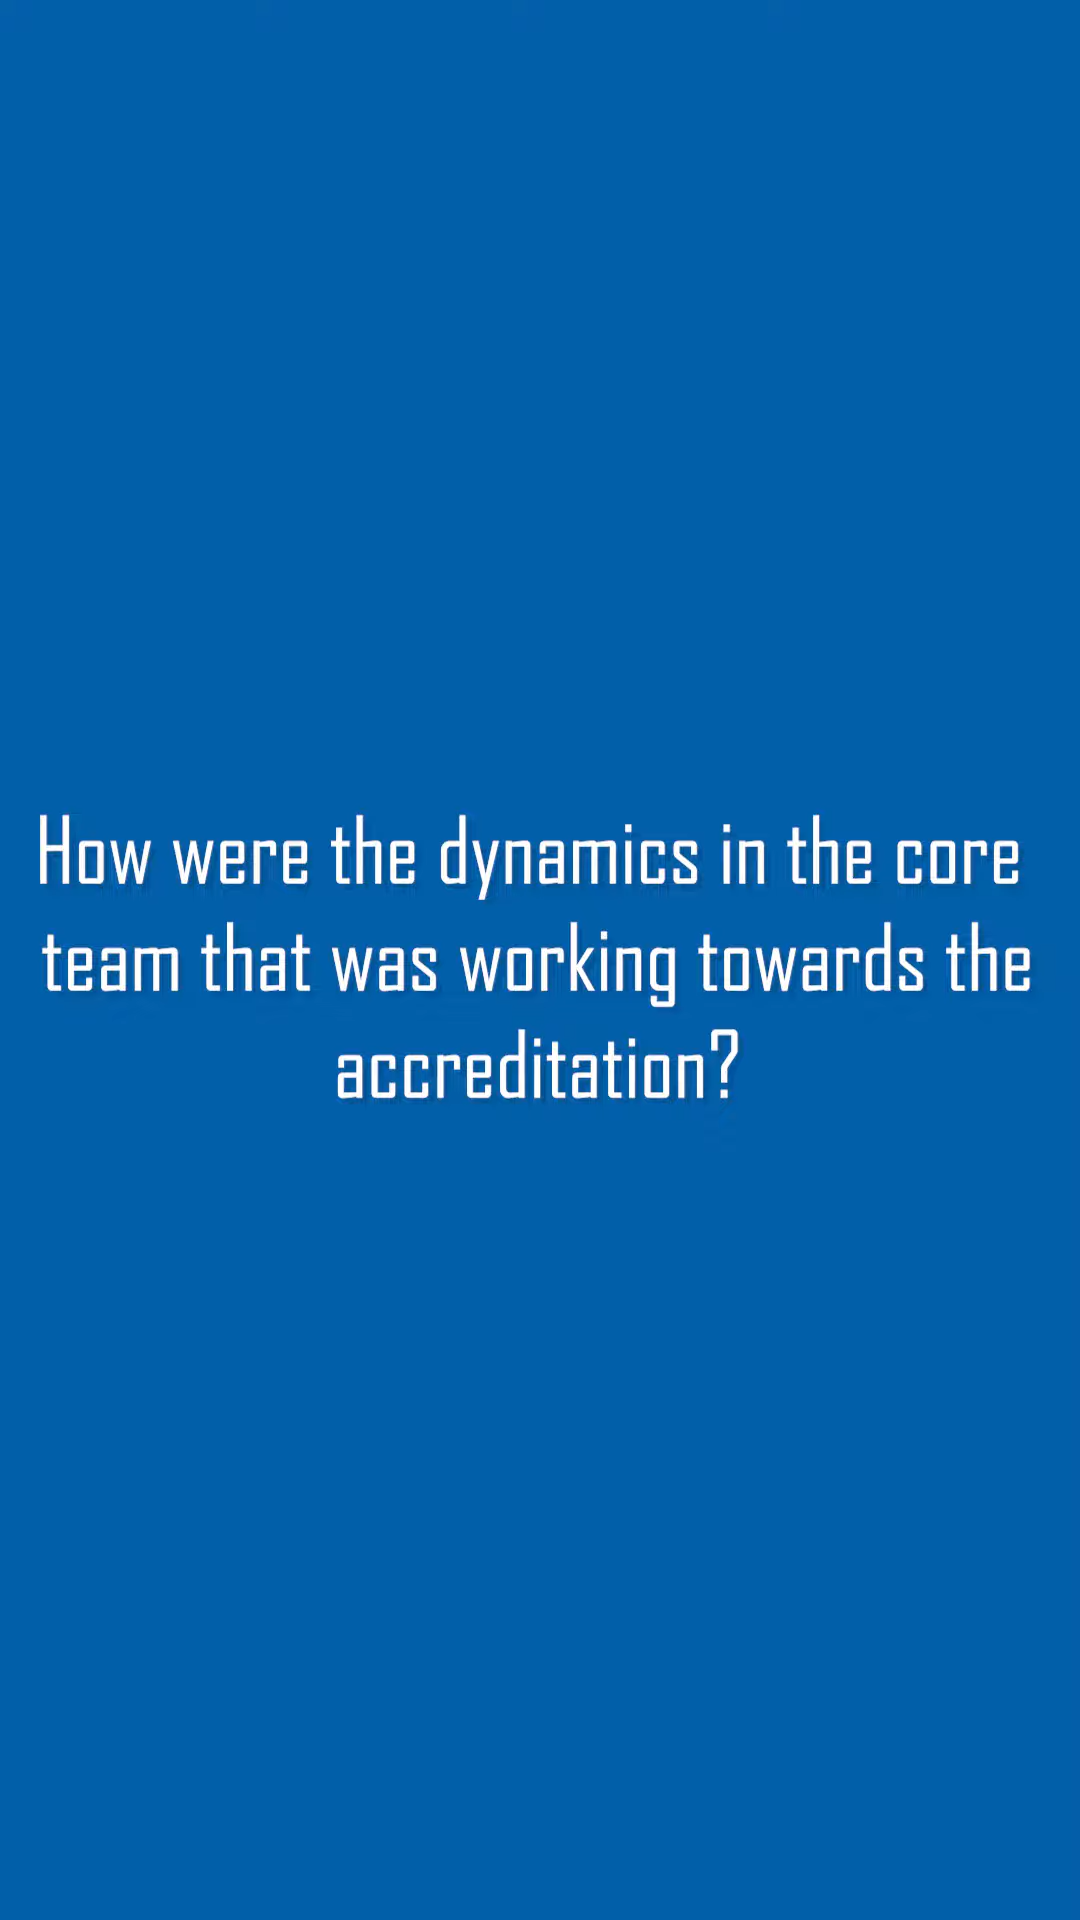 How were the dynamics in the core
team that was working towards the
accreditation?